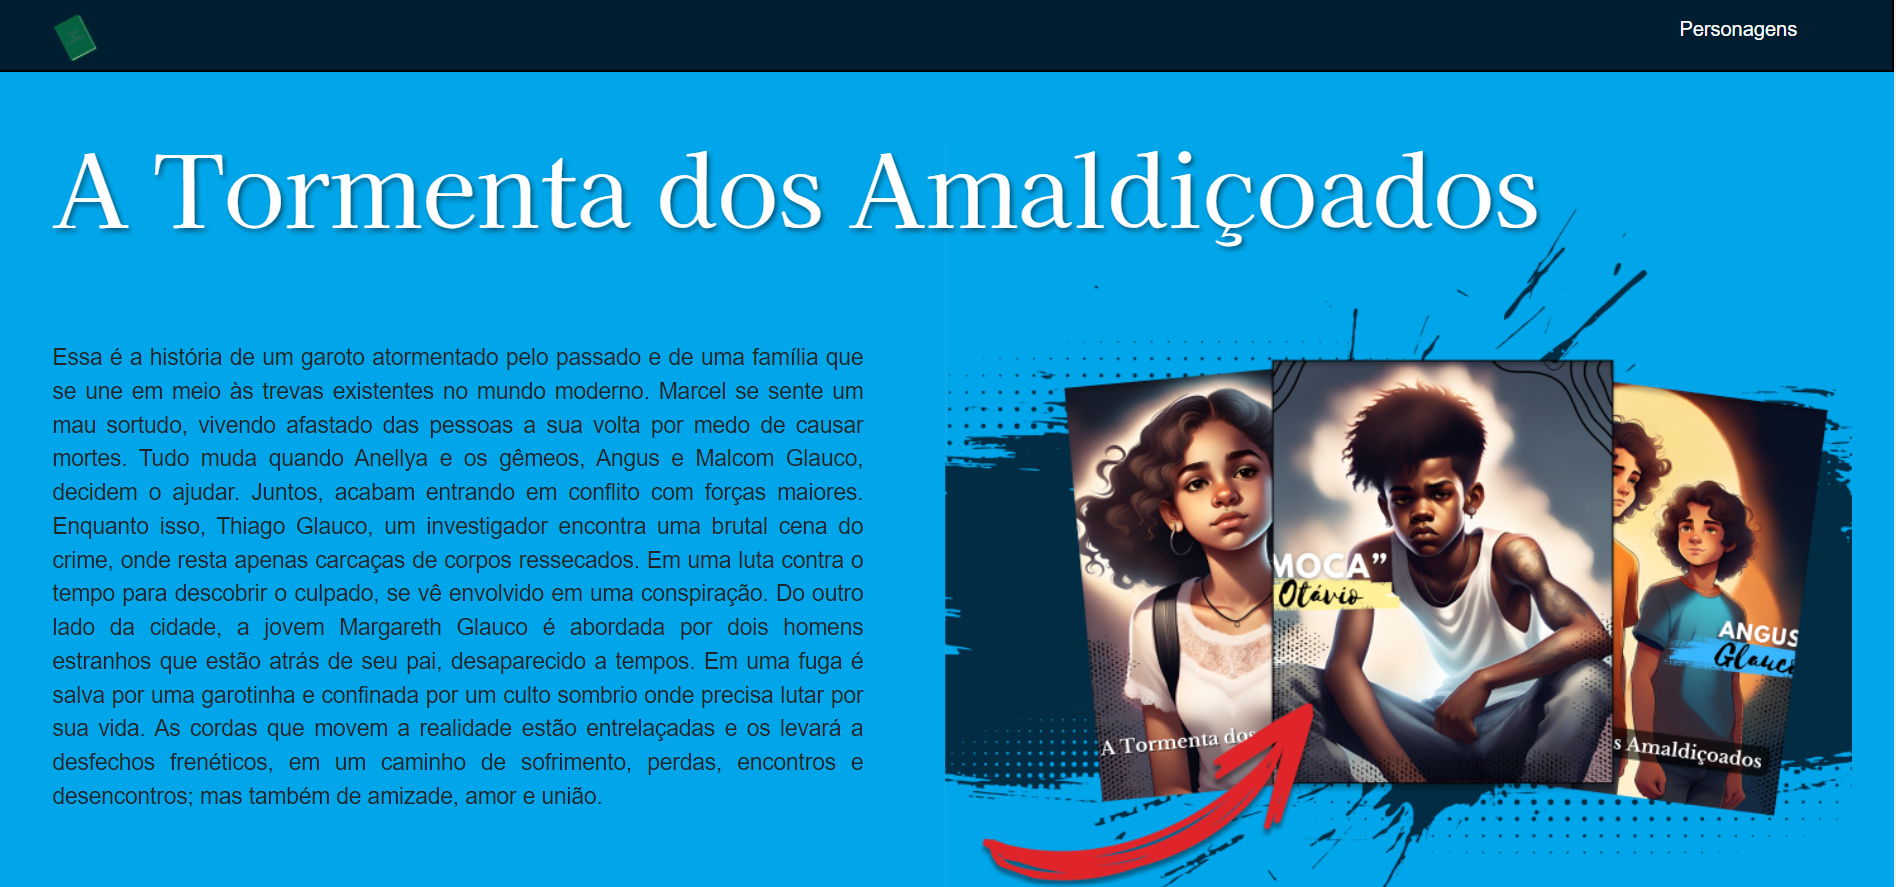 Personagens
A Tormenta dos Amaldiçoados
Essa é a história de um garoto atormentado pelo passado e de uma família que
se une em meio às trevas existentes no mundo moderno. Marcel se sente um
mau sortudo, vivendo afastado das pessoas a sua volta por medo de causar
mortes. Tudo muda quando Anellya e os gêmeos, Angus e Malcom Glauco,
decidem o ajudar. Juntos, acabam entrando em conflito com forças maiores.
Enquanto isso, Thiago Glauco, um investigador encontra uma brutal cena do
crime, onde resta apenas carcaças de corpos ressecados. Em uma luta contra o
tempo para descobrir o culpado, se vê envolvido em uma conspiração. Do outro
lado da cidade, a jovem Margareth Glauco é abordada por dois homens
estranhos que estão atrás de seu pai, desaparecido a tempos. Em uma fuga é
salva por uma garotinha e confinada por um culto sombrio onde precisa lutar por
sua vida. As cordas que movem a realidade estão entrelaçadas e os levará a
desfechos frenéticos, em um caminho de sofrimento, perdas, encontros e
desencontros; mas também de amizade, amor e união.
A Tormenta dos
MOCA”
Otávio
ANGUS
Glauco
s Amaldiçoados